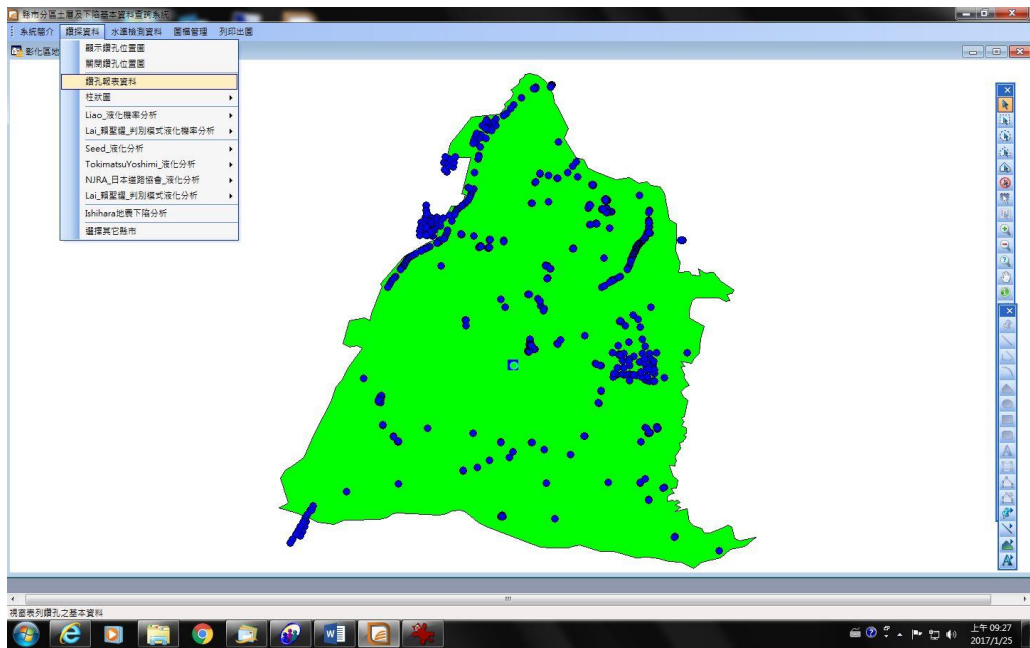 縣市分區土層及下陷基本資料查詢系統
系統簡介 鑽探資料 水準檢測資料 圖檔管理 列印出圖
彰化區地
顯示鑽孔位置圖
關閉鑽孔位置圖
鑽孔報表資料
柱狀圖
Liao_液化機率分析
Lai_賴聖耀_判別模式液化機率分析
Seed_液化分析
TokimatsuYoshimi_液化分析
NJRA_日本道路協會_液化分析
Lai_賴聖耀_判別模式液化分析
Ishihara地震下陷分析
選擇其它縣市
視窗表列鑽孔之基本資料
上午 09:27
2017/1/25